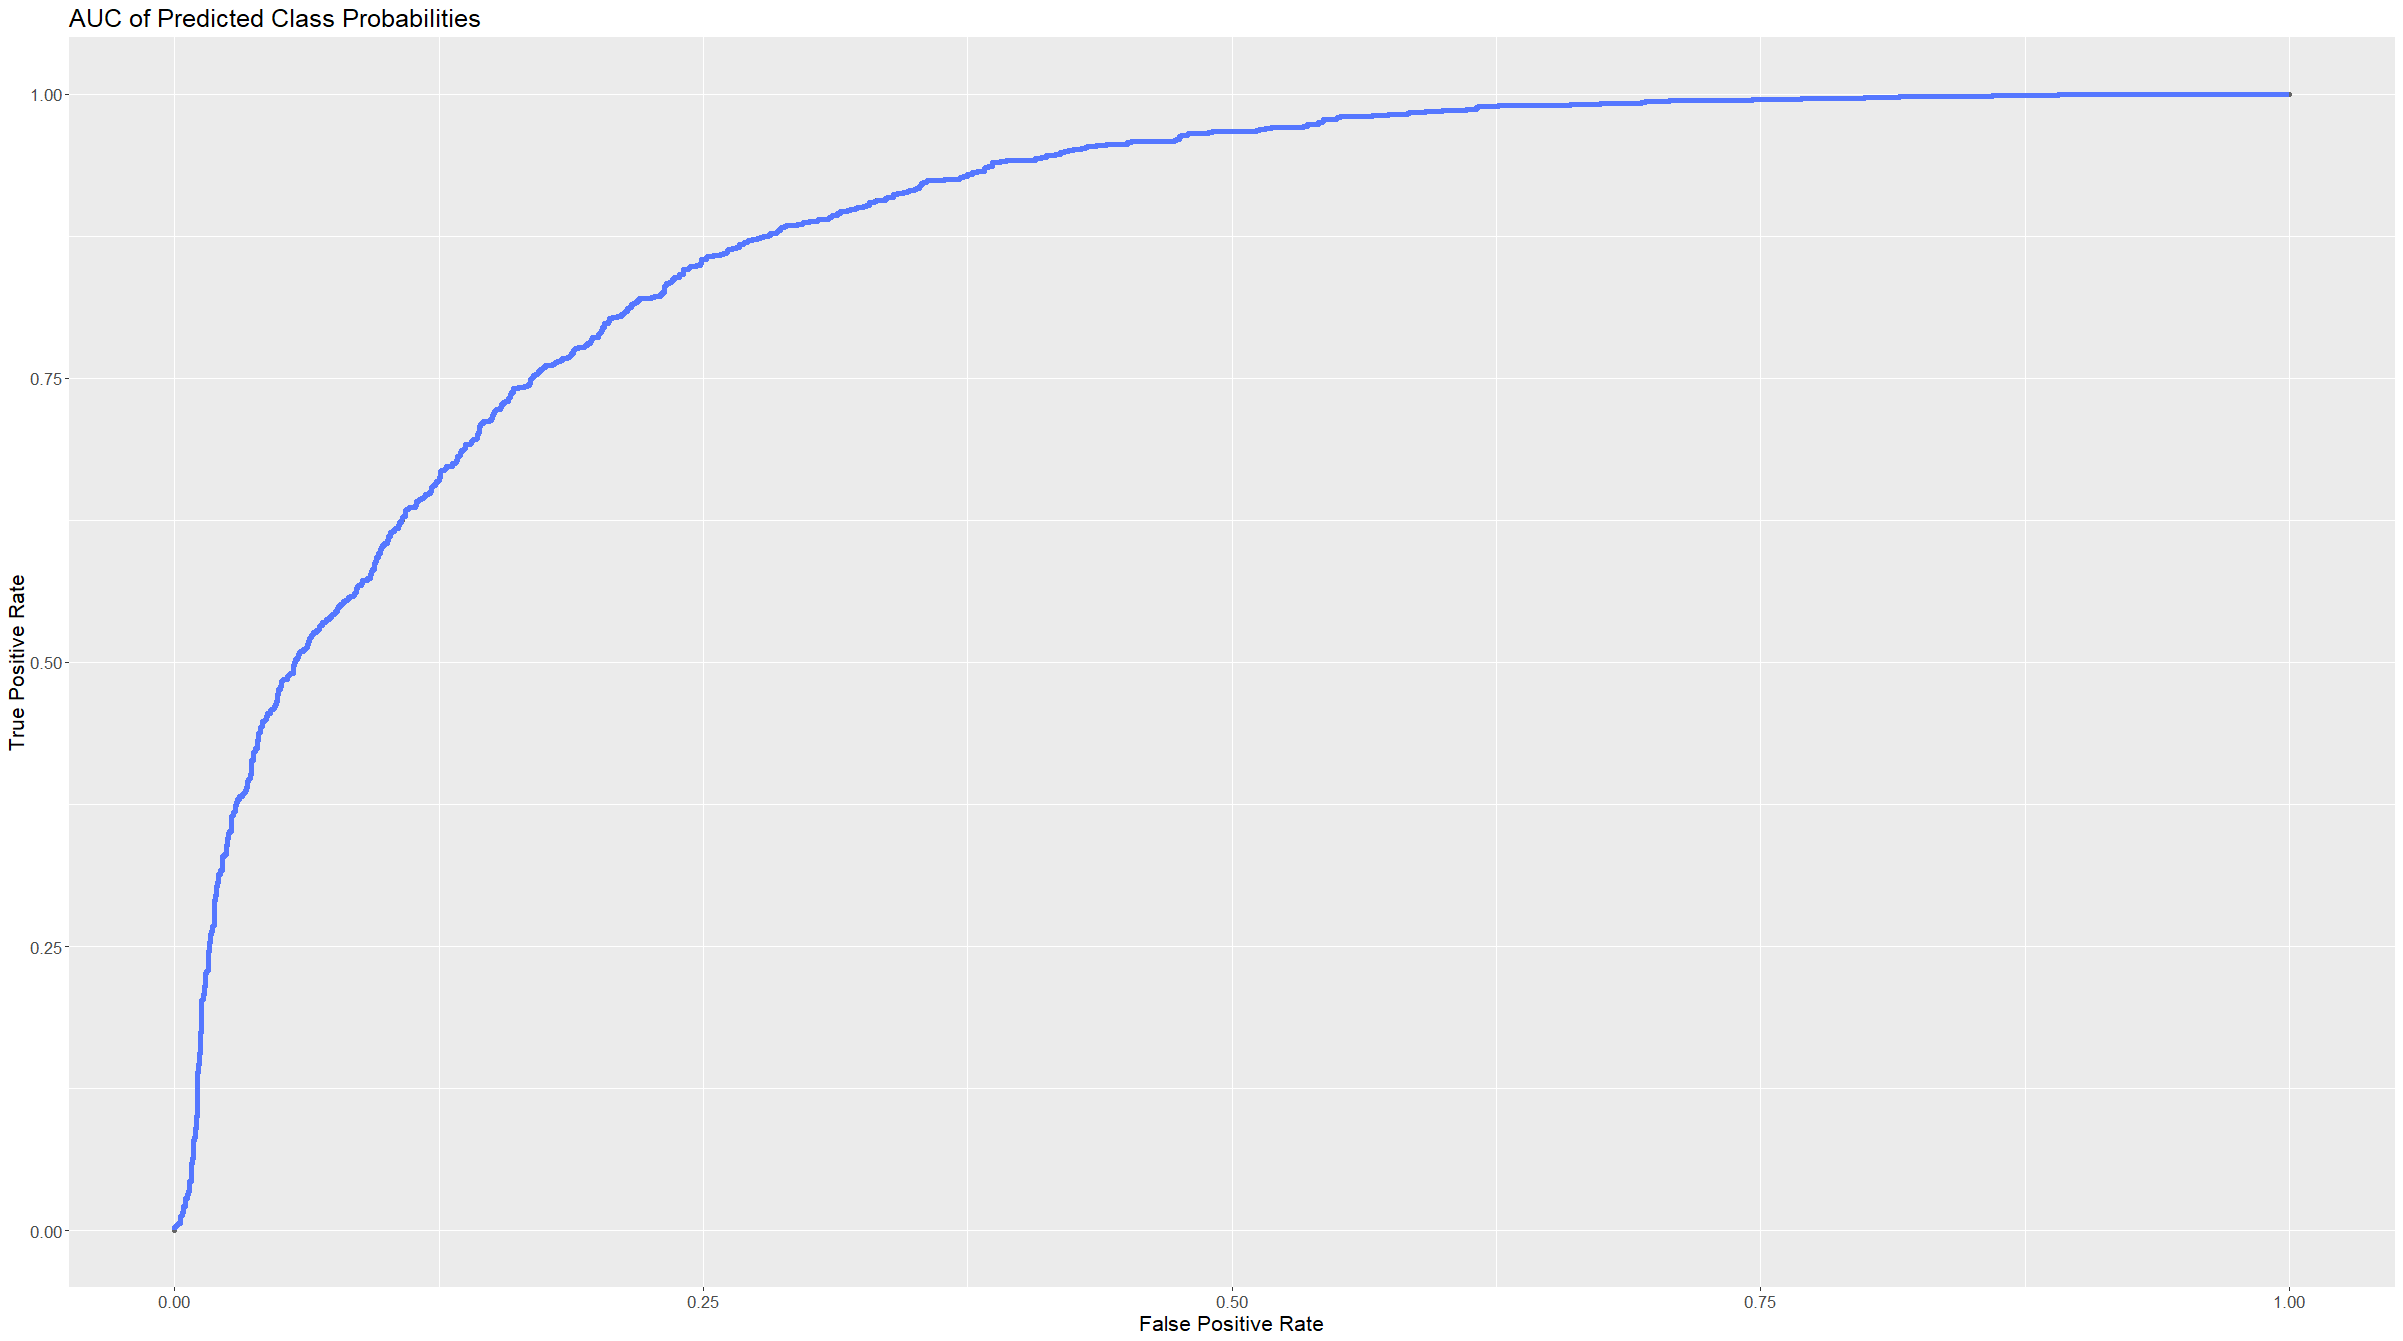 AUC of Predicted Class Probabilities
True Positive Rate
1.00
0.75
0.50
0.25
0.00
0.00 0.25 0.50 0.75 1.00
False Positive Rate